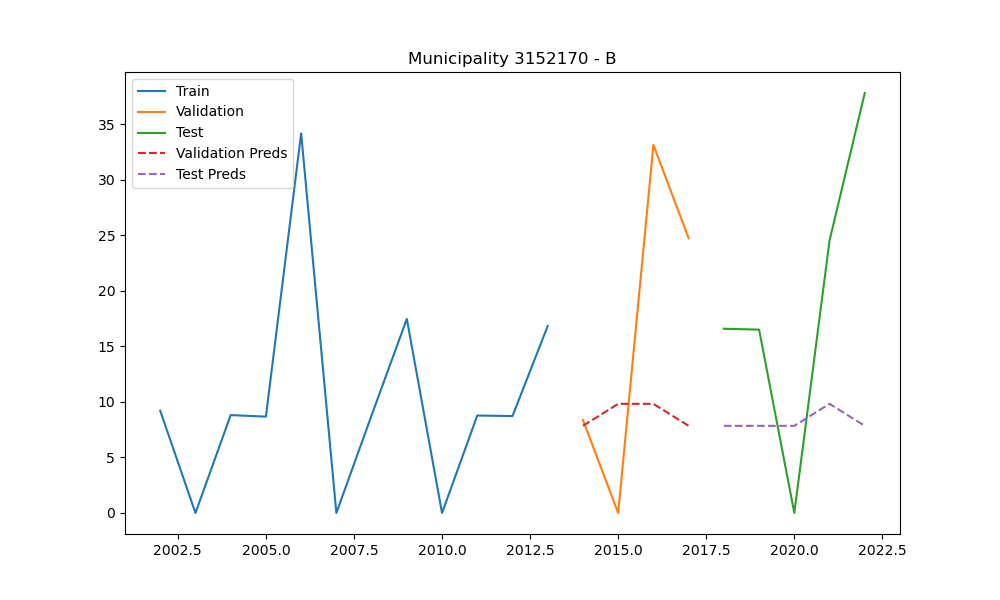 Municipality 3152170 - B
Train
Validation
Test
Validation Preds
Test Preds
35
30
25
20
15
10
5
0
2002.5 2005.0 2007.5 2010.0 2012.5 2015.0 2017.5 2020.0 2022.5